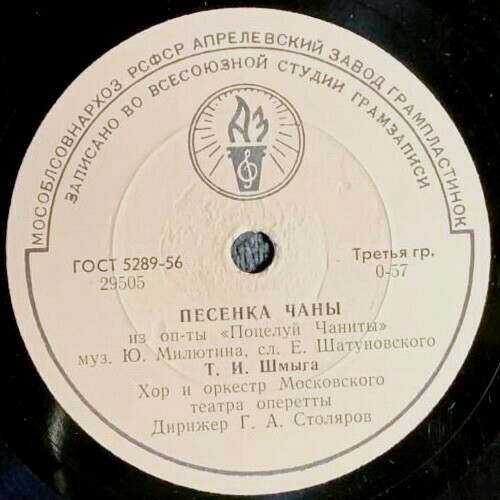 МОСОБЛСОВНАРХОЗ РСФСР АПРЕЛЕВСКИЙ ЗАВОД ГРАМПЛАСТИНОК
ЗАПИСАНО ВО ВСЕСОЮЗНОЙ СТУДИИ ГРАМЗАПИСИ
АЗ
ГОСТ 5289-56
29505
Третья гр.
0-57
ПЕСЕНКА ЧАНЫ
из оп-ты «Поцелуй Чаниты»
муз. Ю. Милютина, сл. Е. Шатуновского
Т. И. Шмыга
Хор и оркестр Московского
театра оперетты
Дирижер Г. А. Столяров